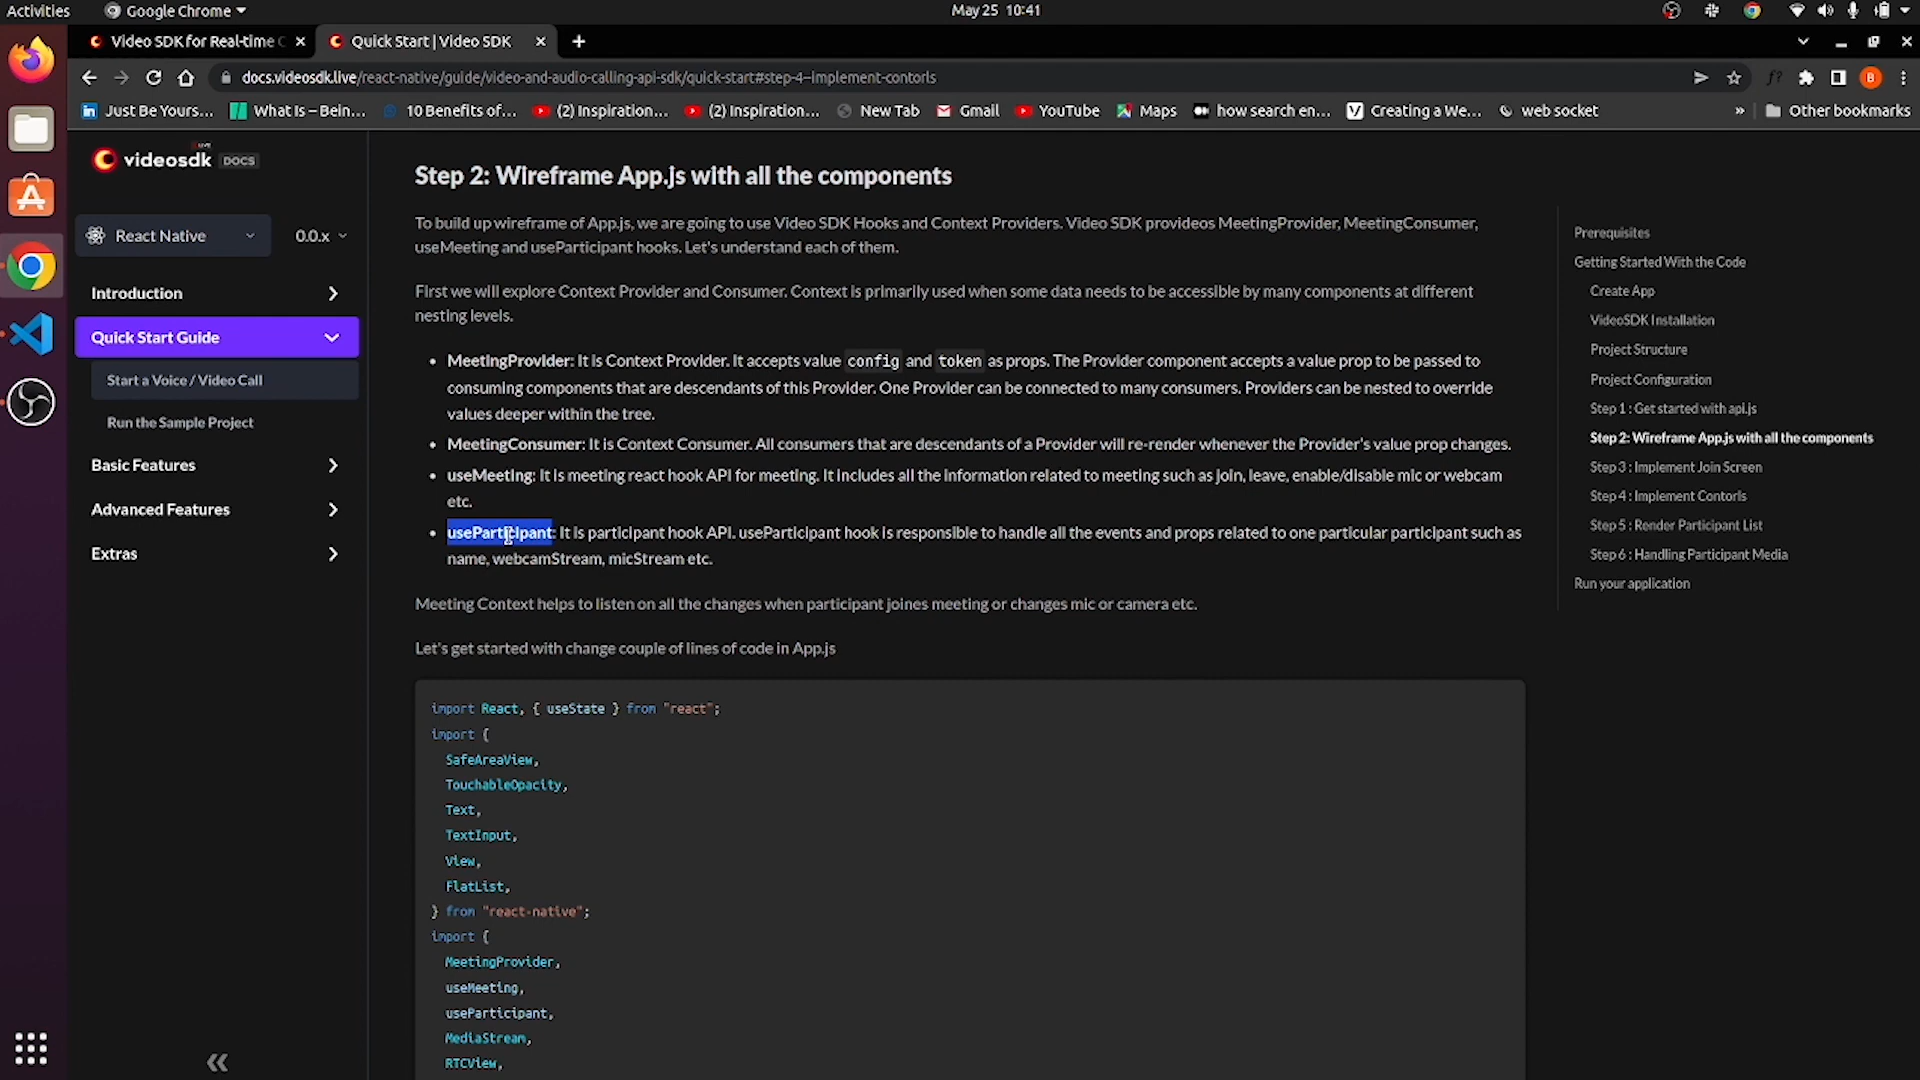 Activities
Google Chrome
May 25 10:41
Video SDK for Real-time C
Quick Start | Video SDK
docs.videosdk.live/react-native/guide/video-and-audio-calling-api-sdk/quick-start#step-4--implement-contorls
B
Just Be Yours...
What Is – Bein...
10 Benefits of...
(2) Inspiration...
(2) Inspiration...
New Tab
Gmail
YouTube
Maps
how search en...
Creating a We...
web socket
»
Other bookmarks
LIVE
videosdk DOCS
React Native
0.0.x
Introduction
Quick Start Guide
Start a Voice / Video Call
Run the Sample Project
Basic Features
Advanced Features
Extras
Step 2: Wireframe App.js with all the components
To build up wireframe of App.js, we are going to use Video SDK Hooks and Context Providers. Video SDK provideos MeetingProvider, MeetingConsumer,
useMeeting and useParticipant hooks. Let's understand each of them.
First we will explore Context Provider and Consumer. Context is primarily used when some data needs to be accessible by many components at different
nesting levels.
• MeetingProvider: It is Context Provider. It accepts value config and token as props. The Provider component accepts a value prop to be passed to
consuming components that are descendants of this Provider. One Provider can be connected to many consumers. Providers can be nested to override
values deeper within the tree.
• MeetingConsumer: It is Context Consumer. All consumers that are descendants of a Provider will re-render whenever the Provider's value prop changes.
• useMeeting: It is meeting react hook API for meeting. It includes all the information related to meeting such as join, leave, enable/disable mic or webcam
etc.
• useParticipant: It is participant hook API. useParticipant hook is responsible to handle all the events and props related to one particular participant such as
name, webcamStream, micStream etc.
Meeting Context helps to listen on all the changes when participant joines meeting or changes mic or camera etc.
Let's get started with change couple of lines of code in App.js
import React, { useState } from "react";
import {
SafeAreaView,
TouchableOpacity,
Text,
TextInput,
View,
FlatList,
} from "react-native";
import {
MeetingProvider,
useMeeting,
useParticipant,
MediaStream,
RTCView,
Prerequisites
Getting Started With the Code
Create App
VideoSDK Installation
Project Structure
Project Configuration
Step 1 : Get started with api.js
Step 2: Wireframe App.js with all the components
Step 3 : Implement Join Screen
Step 4 : Implement Contorls
Step 5 : Render Participant List
Step 6 : Handling Participant Media
Run your application